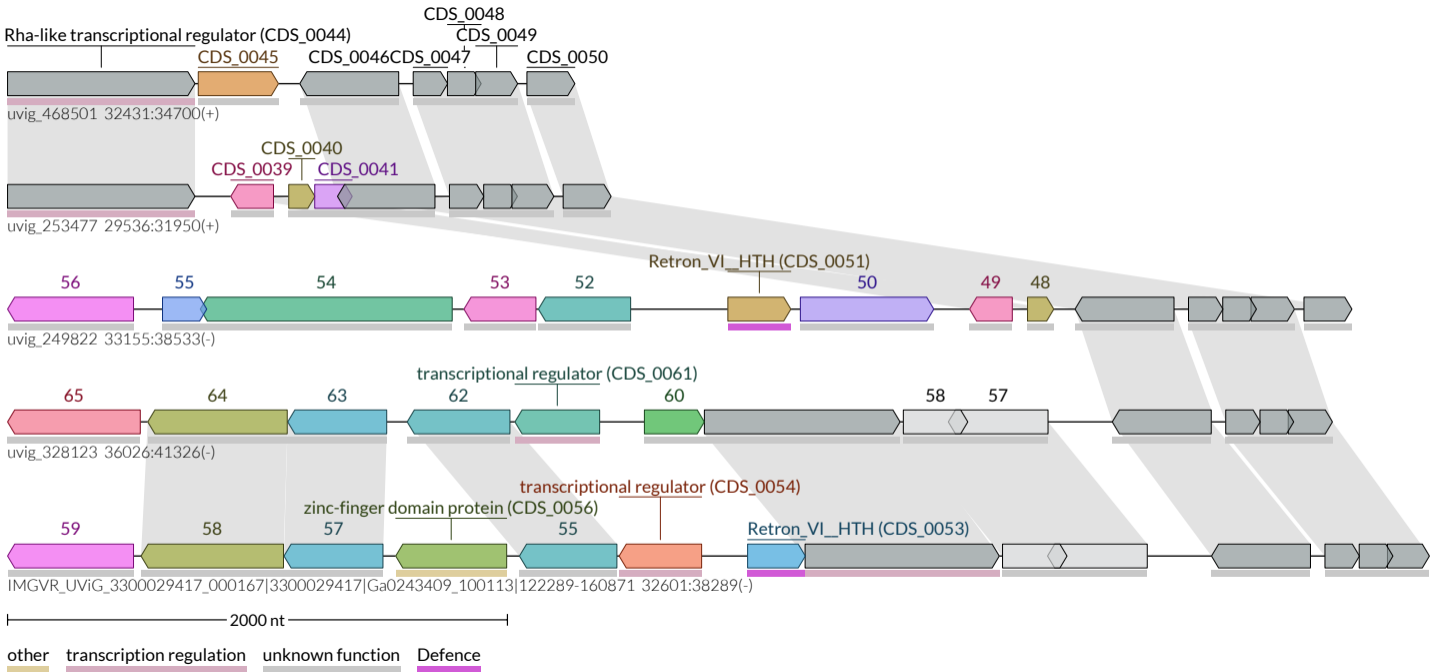 CDS_0048
Rha-like transcriptional regulator (CDS_0044) CDS_0049
CDS_0045 CDS_0046 CDS_0047 CDS_0050
uvig_468501 32431:34700(+)
CDS_0040
CDS_0039 CDS_0041
uvig_253477 29536:31950(+)
Retron_VI__HTH (CDS_0051)
56 55 54 53 52 50 49 48
uvig_249822 33155:38533(-)
transcriptional regulator (CDS_0061)
65 64 63 62 60 58 57
uvig_328123 36026:41326(-)
transcriptional regulator (CDS_0054)
zinc-finger domain protein (CDS_0056)
59 58 57 55 Retron_VI__HTH (CDS_0053)
IMGVR_UViG_3300029417_000167|3300029417|Ga0243409_100113|122289-160871 32601:38289(-)
2000 nt
other transcription regulation unknown function Defence